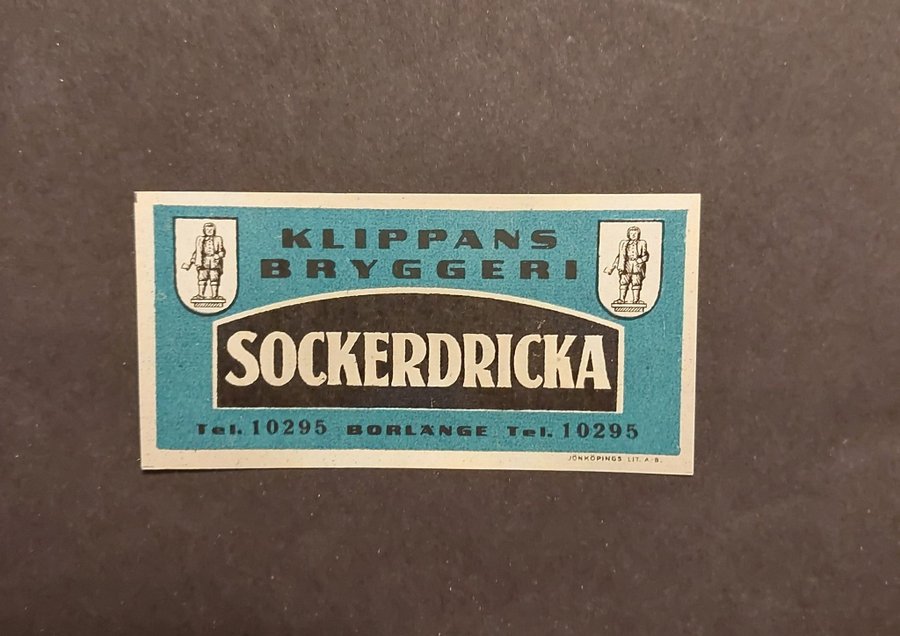 KLIPPANS
BRYGGERI
SOCKERDRICKA
Tel. 10295 BORLÄNGE Tel. 10295
JÖNKÖPINGS LIT. A.-B.